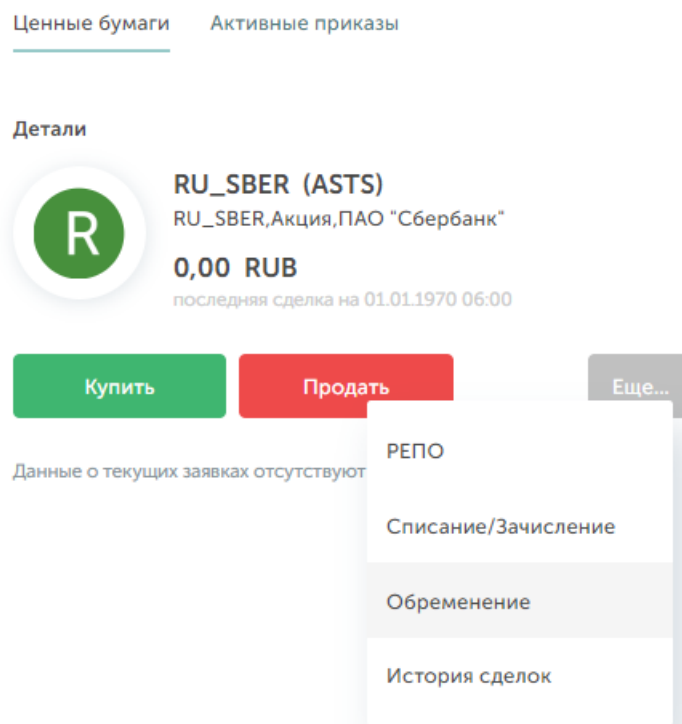 Ценные бумаги Активные приказы
Детали
R
RU_SBER (ASTS)
RU_SBER,Акция,ПАО "Сбербанк"
0,00 RUB
последняя сделка на 01.01.1970 06:00
Купить Продать Еще...
Данные о текущих заявках отсутствуют
РЕПО
Списание/Зачисление
Обременение
История сделок